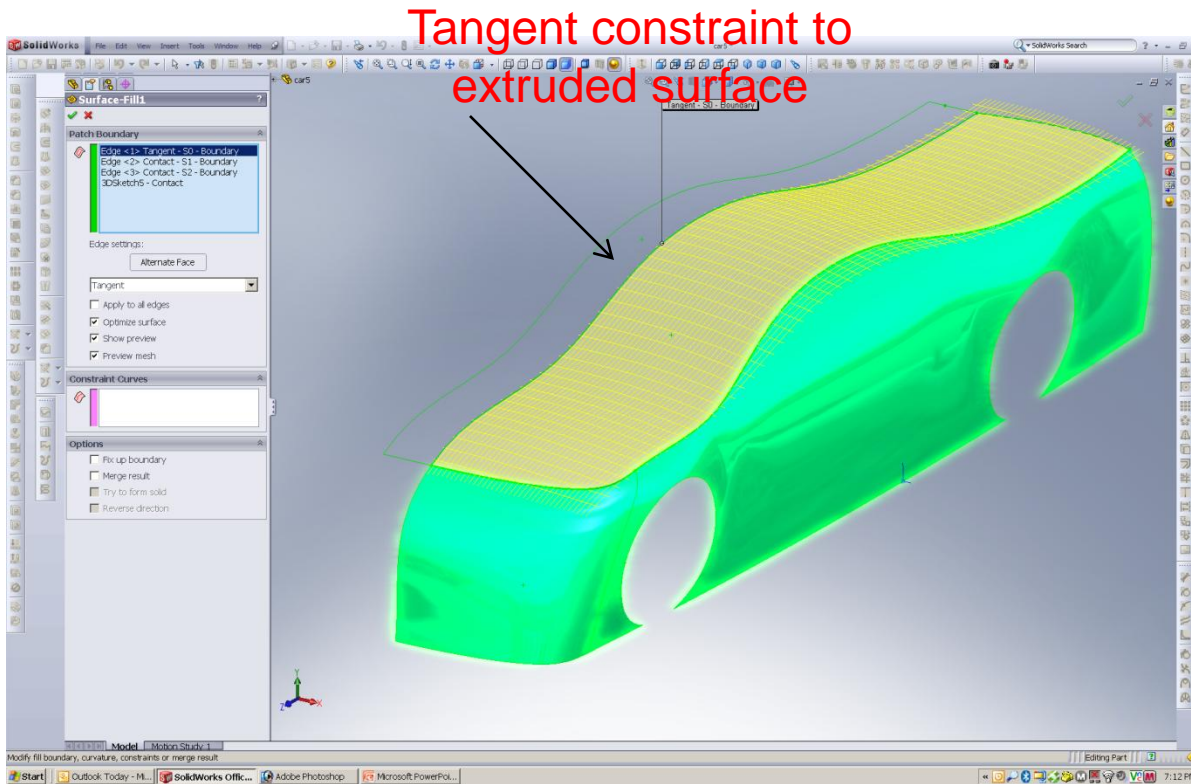 Tangent constraint to
extruded surface
SolidWorks File Edit View Insert Tools Window Help
car5
SolidWorks Search
car5
Surface-Fill1 ?
Patch Boundary
Edge <1> Tangent - S0 - Boundary
Edge <2> Contact - S1 - Boundary
Edge <3> Contact - S2 - Boundary
3DSketch5 - Contact
Edge settings:
Alternate Face
Tangent
Apply to all edges
Optimize surface
Show preview
Preview mesh
Constraint Curves
Options
Fix up boundary
Merge result
Try to form solid
Reverse direction
Tangent - S0 - Boundary
Y
X
Z
Model Motion Study 1
Modify fill boundary, curvature, constraints or merge result
Editing Part
Start Outlook Today - Mi... SolidWorks Offic... Adobe Photoshop Microsoft PowerPoi... 7:12 P